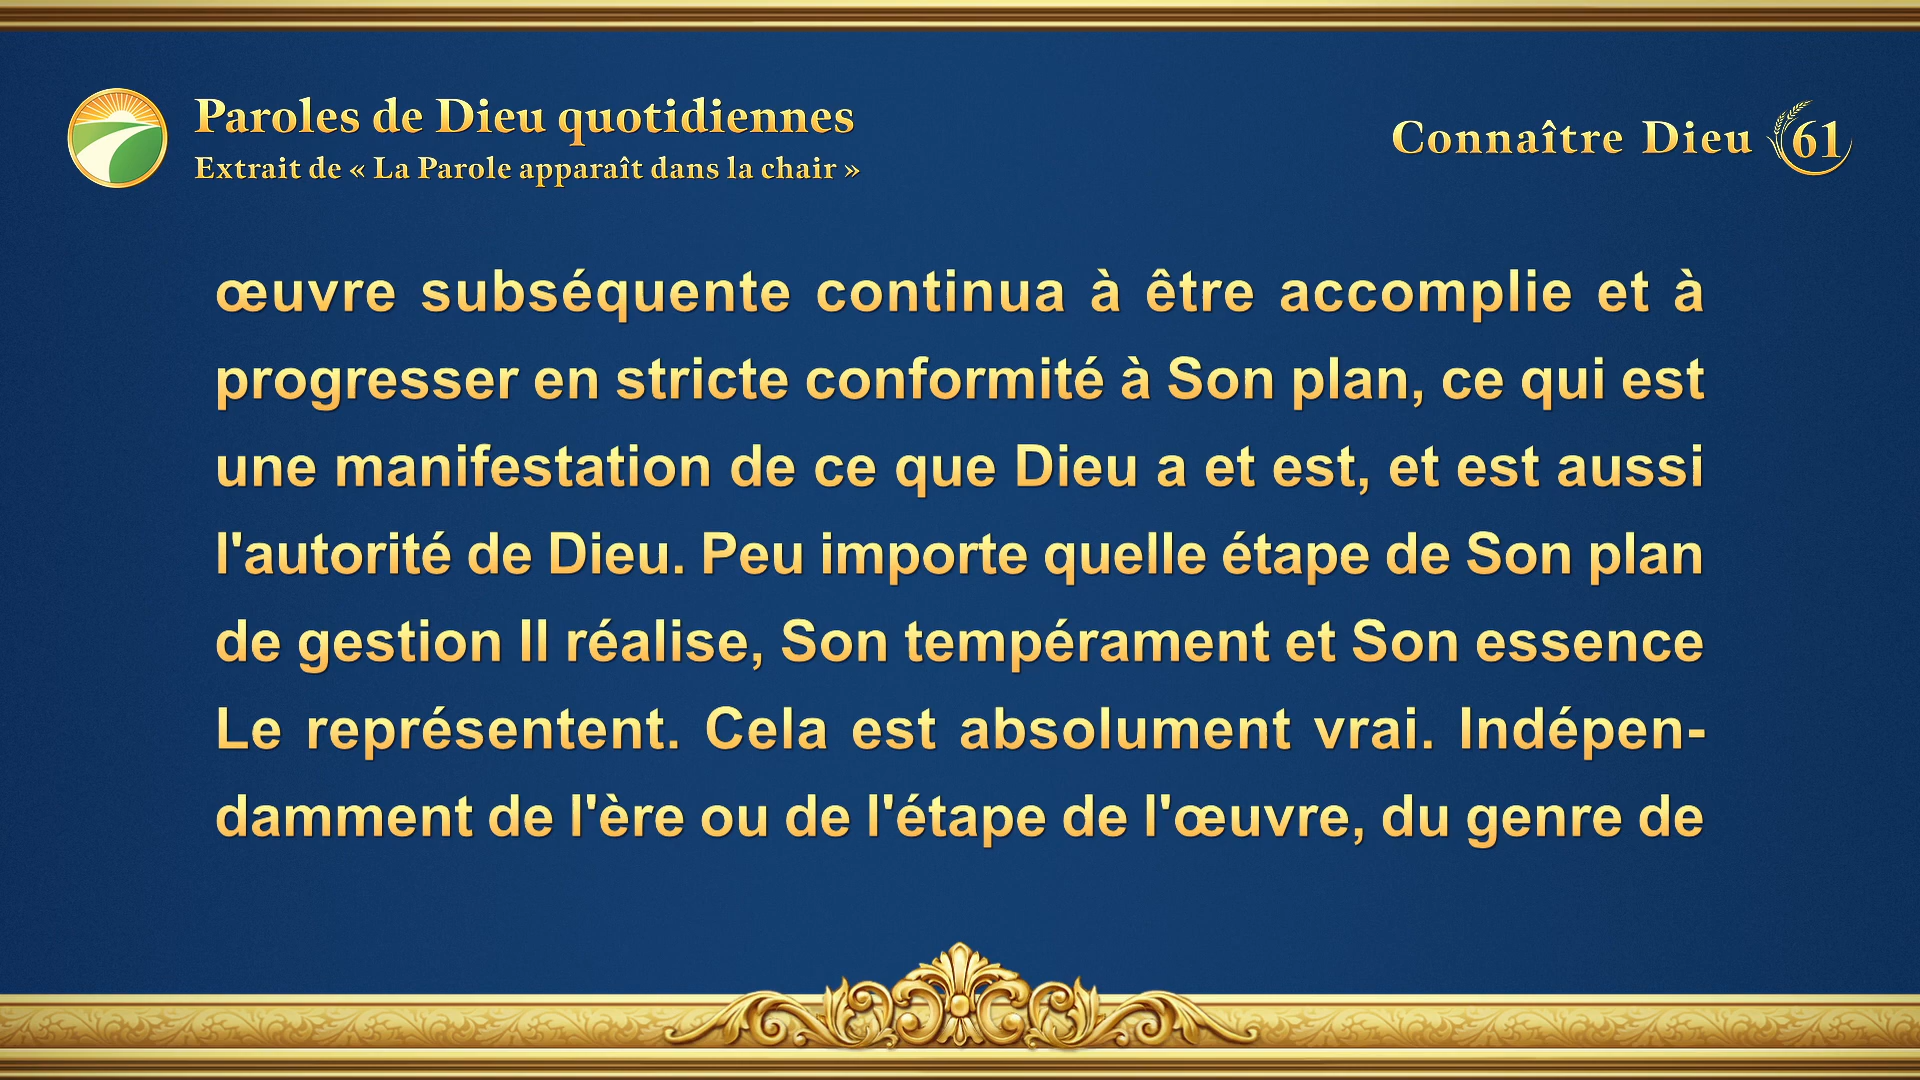 Paroles de Dieu quotidiennes
Extrait de « La Parole apparaît dans la chair »
Connaître Dieu 61
œuvre subséquente continua à être accomplie et à
progresser en stricte conformité à Son plan, ce qui est
une manifestation de ce que Dieu a et est, et est aussi
l'autorité de Dieu. Peu importe quelle étape de Son plan
de gestion Il réalise, Son tempérament et Son essence
Le représentent. Cela est absolument vrai. Indépen-
damment de l'ère ou de l'étape de l'œuvre, du genre de